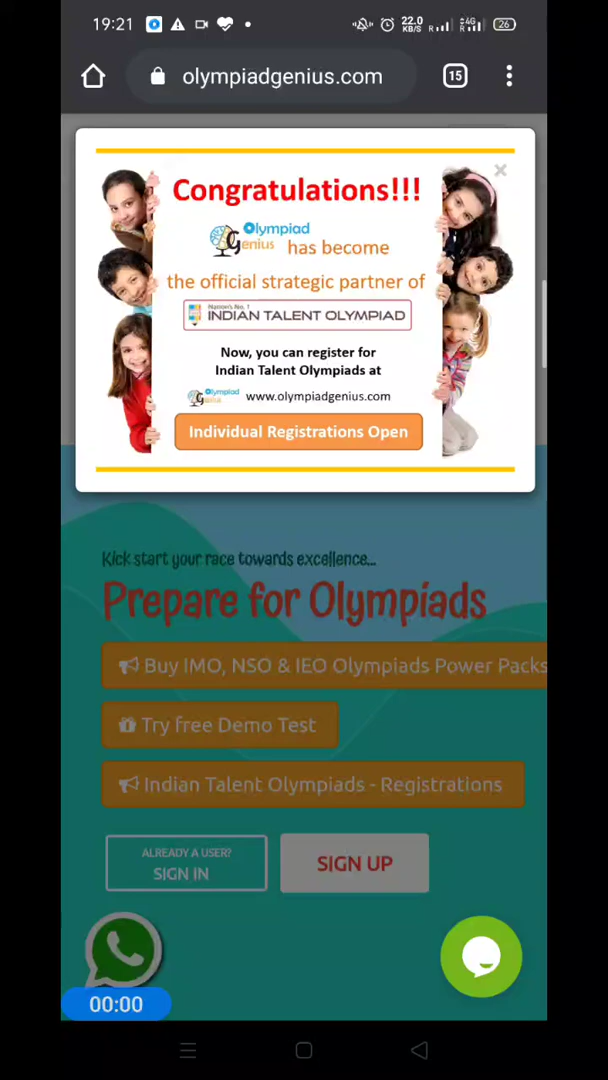 19:21
22.0
KB/S
R
4G
R
26
olympiadgenius.com
15
×
Congratulations!!!
Olympiad
Genius has become
the official strategic partner of
Nation's No. 1
INDIAN TALENT OLYMPIAD
Now, you can register for
Indian Talent Olympiads at
Olympiad
Genius www.olympiadgenius.com
Individual Registrations Open
Kick start your race towards excellence...
Prepare for Olympiads
Buy IMO, NSO & IEO Olympiads Power Packs
Try free Demo Test
Indian Talent Olympiads - Registrations
ALREADY A USER?
SIGN IN
SIGN UP
00:00